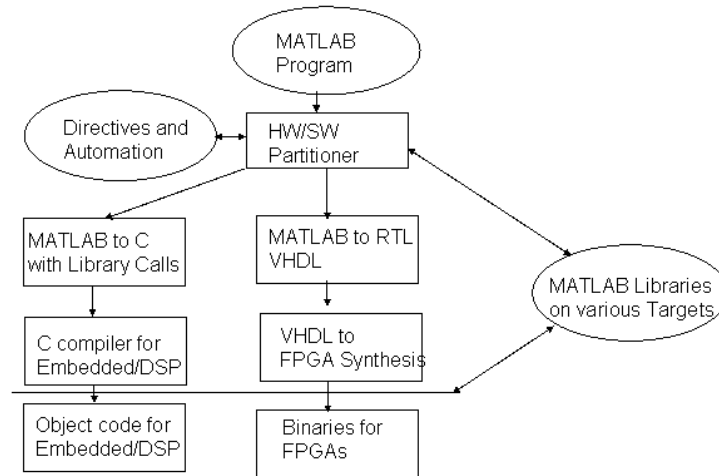 MATLAB
Program
Directives and
Automation
HW/SW
Partitioner
MATLAB to C
with Library Calls
MATLAB to RTL
VHDL
MATLAB Libraries
on various Targets
C compiler for
Embedded/DSP
VHDL to
FPGA Synthesis
Object code for
Embedded/DSP
Binaries for
FPGAs